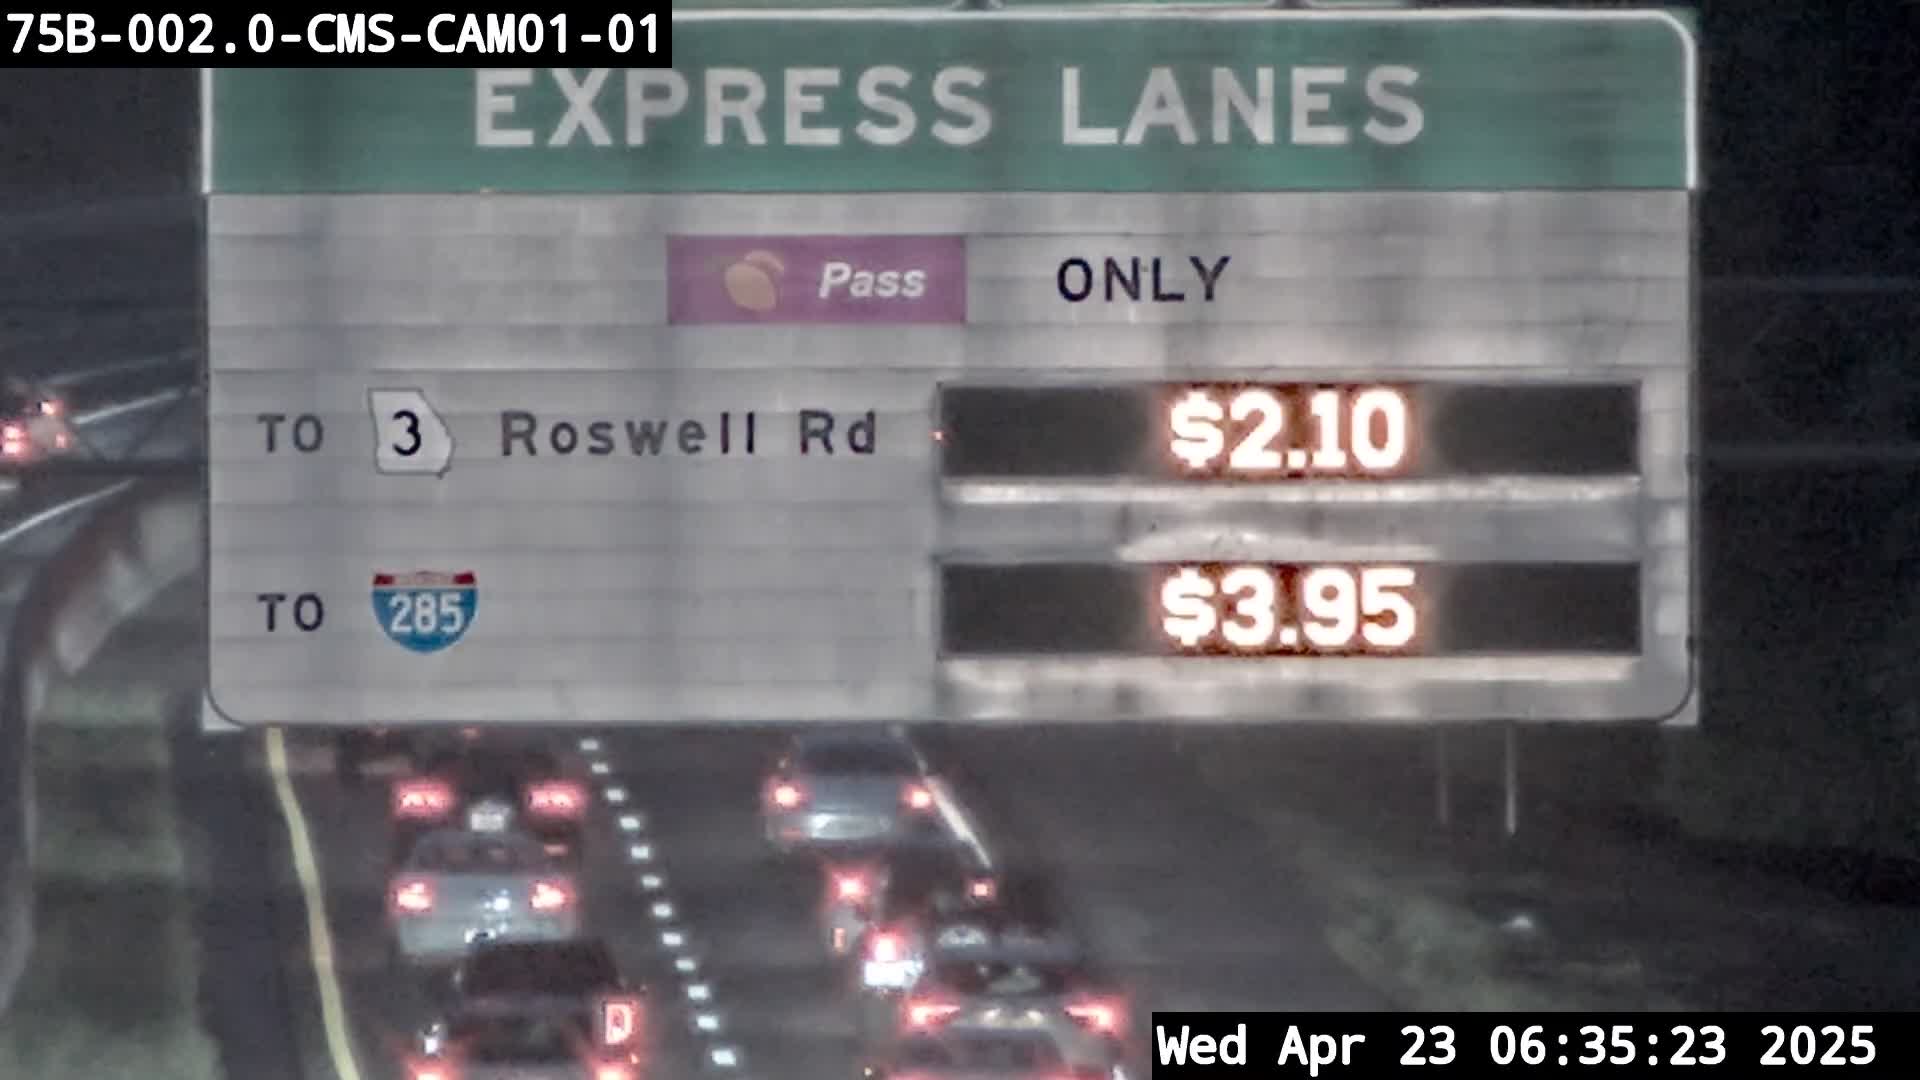 75B-002.0-CMS-CAM01-01
EXPRESS LANES
Pass ONLY
TO 3 Roswell Rd $2.10
TO 285 $3.95
Wed Apr 23 06:35:23 2025